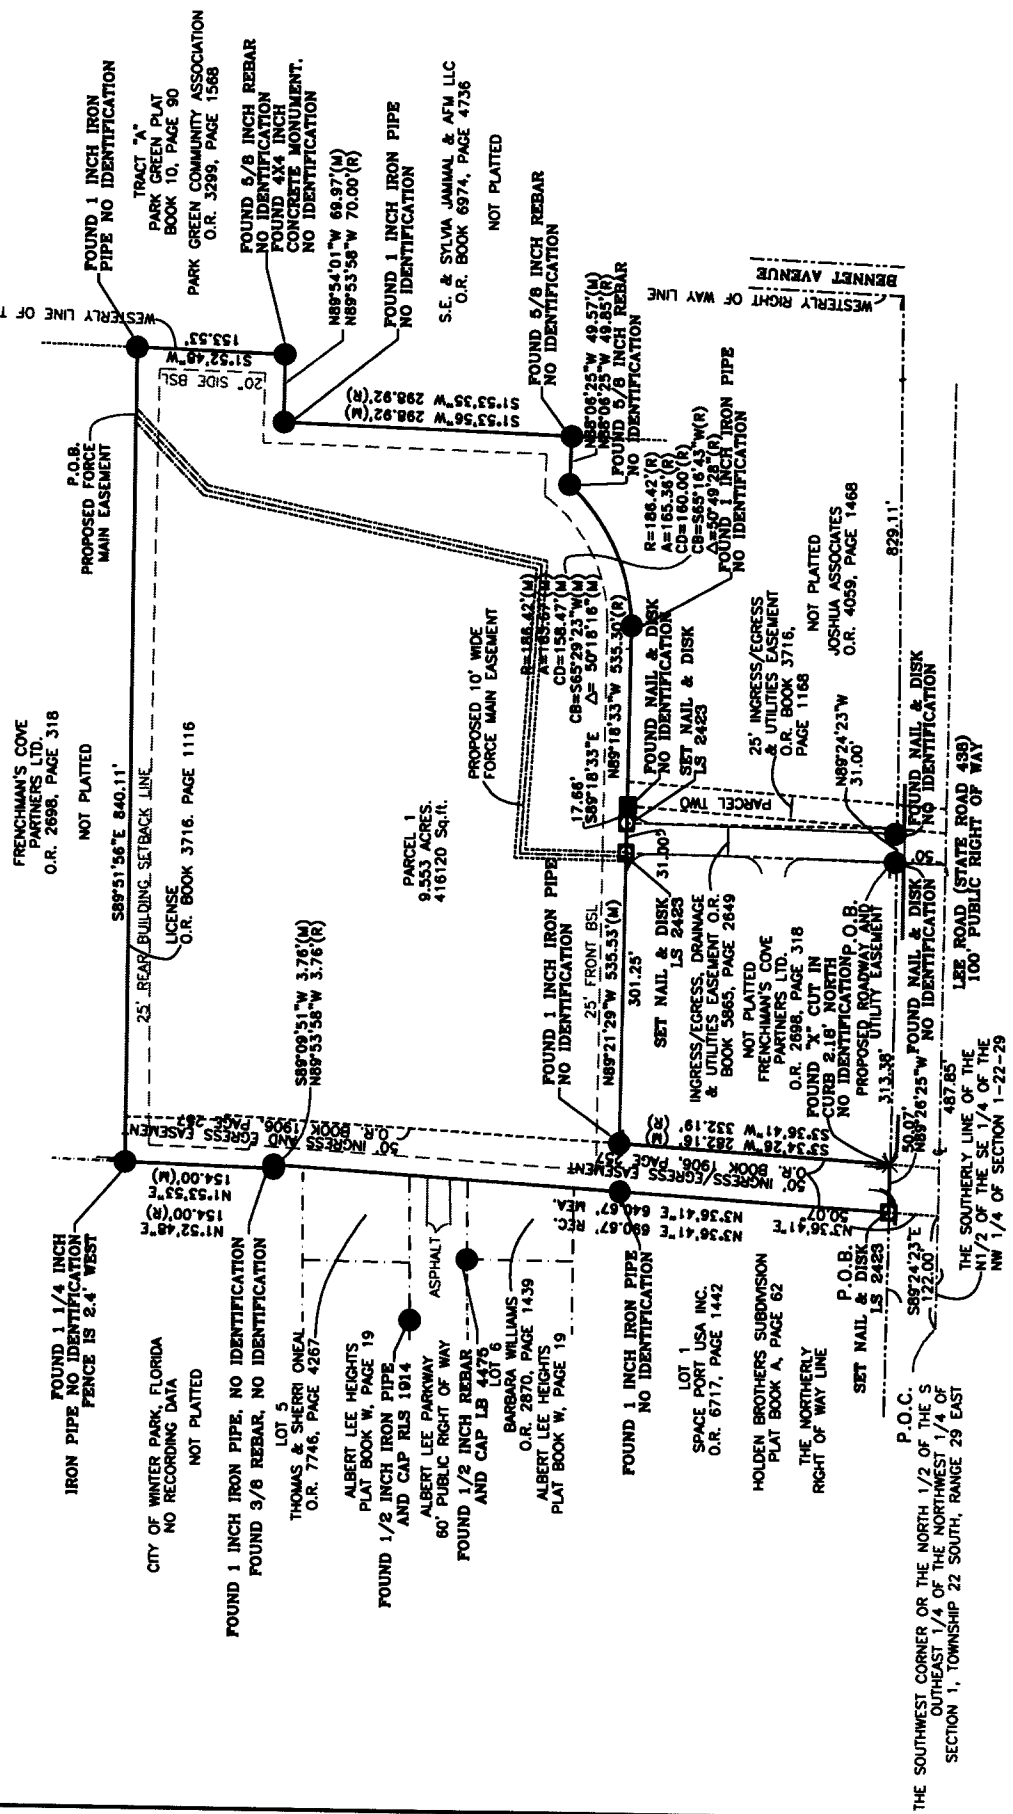 FRENCHMAN'S COVE
PARTNERS LTD.
O.R. 2698, PAGE 318
NOT PLATTED
FOUND 1 1/4 INCH
IRON PIPE NO IDENTIFICATION
FENCE IS 2.4' WEST
S89°51'56"E 840.11'
25' REAR BUILDING SETBACK LINE
LICENSE
O.R. BOOK 3716, PAGE 1116
P.O.B.
PROPOSED FORCE
MAIN EASEMENT
FOUND 1 INCH IRON
PIPE NO IDENTIFICATION
TRACT "A"
PARK GREEN PLAT
BOOK 10, PAGE 90
PARK GREEN COMMUNITY ASSOCIATION
O.R. 3299, PAGE 1568
WESTERLY LINE OF T
S1°52'48"W
153.53'
20' SIDE BSL
FOUND 5/8 INCH REBAR
NO IDENTIFICATION
FOUND 4X4 INCH
CONCRETE MONUMENT.
NO IDENTIFICATION
N89°54'01"W 69.97'(M)
N89°53'58"W 70.00'(R)
FOUND 1 INCH IRON PIPE
NO IDENTIFICATION
S.E. & SYLVIA JAMMAL & AFM LLC
O.R. BOOK 6974, PAGE 4736
NOT PLATTED
S1°53'56"W 298.92'(M)
S1°53'35"W 298.92'(R)
FOUND 5/8 INCH REBAR
NO IDENTIFICATION
N88°06'25"W 49.57'(M)
N88°06'25"W 49.85'(R)
FOUND 5/8 INCH REBAR
NO IDENTIFICATION
R=186.42'(R)
A=165.36'(R)
CD=160.00'(R)
CB=S65°16'43"W(R)
Δ=50°49'28"(R)
FOUND 1 INCH IRON PIPE
NO IDENTIFICATION
CITY OF WINTER PARK, FLORIDA
NO RECORDING DATA
NOT PLATTED
N1°53'53"E
154.00'(M)
N1°52'48"E
154.00'(R)
S89°09'51"W 3.76'(M)
N89°53'58"W 3.76'(R)
FOUND 1 INCH IRON PIPE, NO IDENTIFICATION
FOUND 3/8 REBAR, NO IDENTIFICATION
50' INGRESS AND EGRESS EASEMENT
O.R. BOOK 1906, PAGE 267
PARCEL 1
9.553 ACRES.
416120 Sq.ft.
PROPOSED 10' WIDE
FORCE MAIN EASEMENT
R=186.42'(M)
CD=158.47'(M)
CB=S65°29'23"W(M)
Δ= 50°18'16"(M)
LOT 5
THOMAS & SHERRI ONEAL
O.R. 7746, PAGE 4267
ALBERT LEE HEIGHTS
PLAT BOOK W, PAGE 19
FOUND 1/2 INCH IRON PIPE
AND CAP RLS 1914
ASPHALT
ALBERT LEE PARKWAY
60' PUBLIC RIGHT OF WAY
FOUND 1/2 INCH REBAR
AND CAP LB 4475
LOT 6
BARBARA WILLIAMS
O.R. 2870, PAGE 1439
ALBERT LEE HEIGHTS
PLAT BOOK W, PAGE 19
FOUND 1 INCH IRON PIPE
NO IDENTIFICATION
25' FRONT BSL
N89°21'29"W 535.53'(M)
N89°18'33"W 535.30'(R)
301.25'
31.00'
17.66'
S89°18'33"E
FOUND NAIL & DISK
NO IDENTIFICATION
SET NAIL & DISK
LS 2423
SET NAIL & DISK
LS 2423
FOUND 1 INCH IRON PIPE
NO IDENTIFICATION
50' INGRESS/EGRESS EASEMENT
O.R. BOOK 1906, PAGE 267
S3°34'26"W 282.16' (M)
S3°36'41"W 332.19' (R)
N3°36'41"E 640.67' MEA.
N3°36'41"E 690.67' REC.
LOT 1
SPACE PORT USA INC.
O.R. 6717, PAGE 1442
HOLDEN BROTHERS SUBDIVISION
PLAT BOOK A, PAGE 62
THE NORTHERLY
RIGHT OF WAY LINE
INGRESS/EGRESS, DRAINAGE
& UTILITIES EASEMENT O.R.
BOOK 5865, PAGE 2649
NOT PLATTED
FRENCHMAN'S COVE
PARTNERS LTD.
O.R. 2698, PAGE 318
FOUND "X" CUT IN
CURB 2.18' NORTH
NO IDENTIFICATION
P.O.B.
PROPOSED ROADWAY AND
UTILITY EASEMENT
PARCEL TWO
25' INGRESS/EGRESS
& UTILITIES EASEMENT
O.R. BOOK 3716,
PAGE 1168
NOT PLATTED
JOSHUA ASSOCIATES
O.R. 4059, PAGE 1468
N89°24'23"W
31.00'
FOUND NAIL & DISK
NO IDENTIFICATION
FOUND NAIL & DISK
NO IDENTIFICATION
BENNET AVENUE
WESTERLY RIGHT OF WAY LINE
829.11'
50'
LEE ROAD (STATE ROAD 438)
100' PUBLIC RIGHT OF WAY
313.38'
50.07'
N89°26'25"W
487.85'
N3°36'41"E
50.07'
P.O.B.
SET NAIL & DISK
LS 2423
S89°24'23"E
122.00'
THE SOUTHERLY LINE OF THE
N1/2 OF THE SE 1/4 OF THE
NW 1/4 OF SECTION 1-22-29
P.O.C.
THE SOUTHWEST CORNER OR THE NORTH 1/2 OF THE S
OUTHEAST 1/4 OF THE NORTHWEST 1/4 OF
SECTION 1, TOWNSHIP 22 SOUTH, RANGE 29 EAST